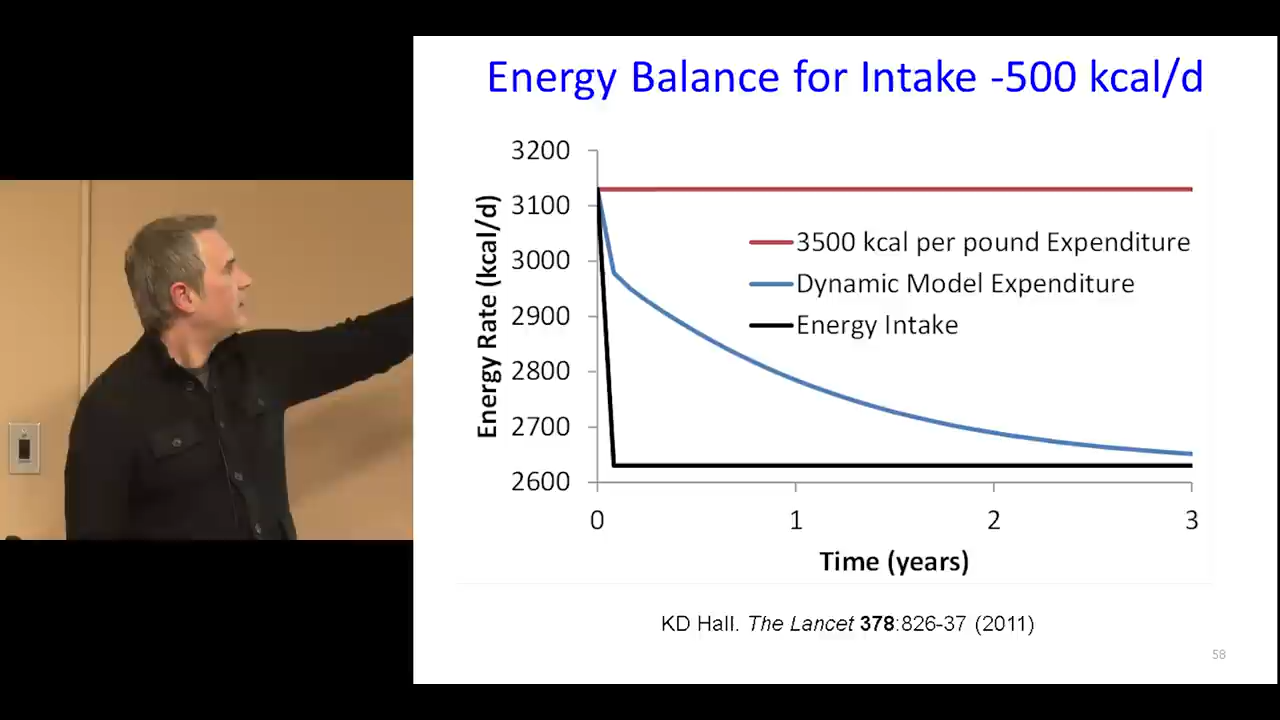 Energy Balance for Intake -500 kcal/d
Energy Rate (kcal/d)
3200
3100
3000
2900
2800
2700
2600
3500 kcal per pound Expenditure
Dynamic Model Expenditure
Energy Intake
0 1 2 3
Time (years)
KD Hall. The Lancet 378:826-37 (2011)
58